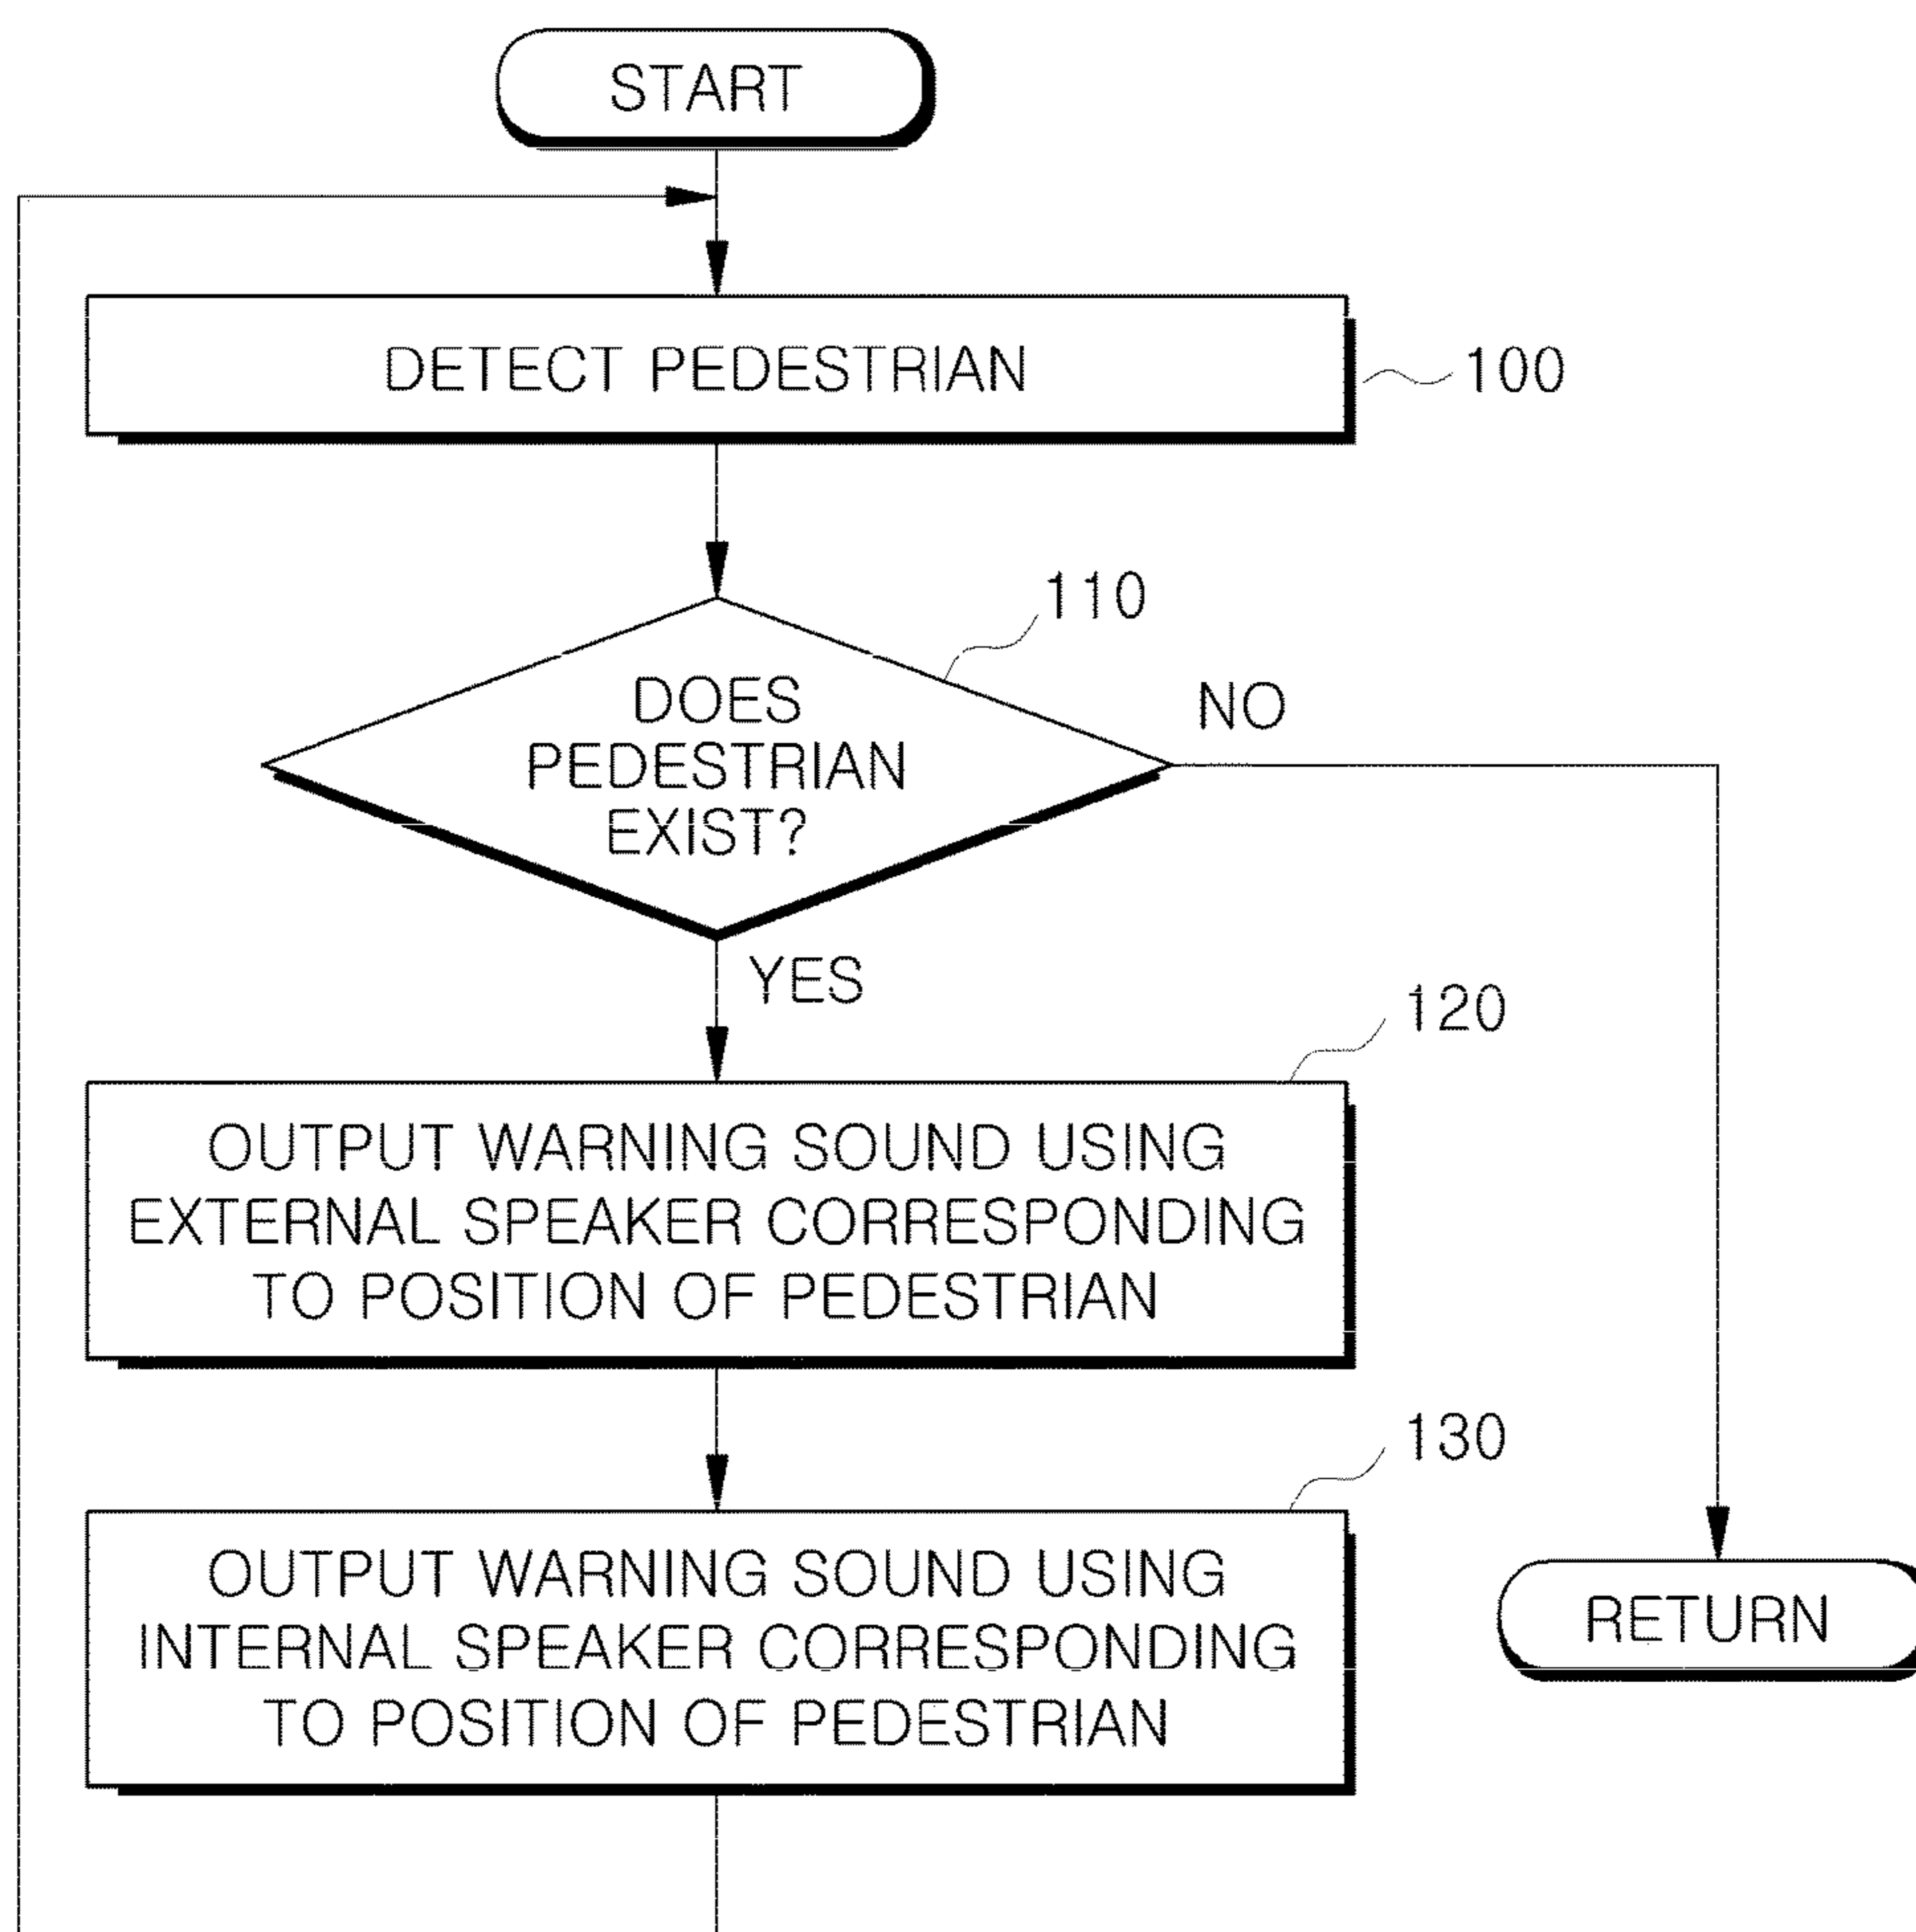 START
DETECT PEDESTRIAN
100
110
DOES
PEDESTRIAN
EXIST?
NO
YES
120
OUTPUT WARNING SOUND USING
EXTERNAL SPEAKER CORRESPONDING
TO POSITION OF PEDESTRIAN
130
OUTPUT WARNING SOUND USING
INTERNAL SPEAKER CORRESPONDING
TO POSITION OF PEDESTRIAN
RETURN